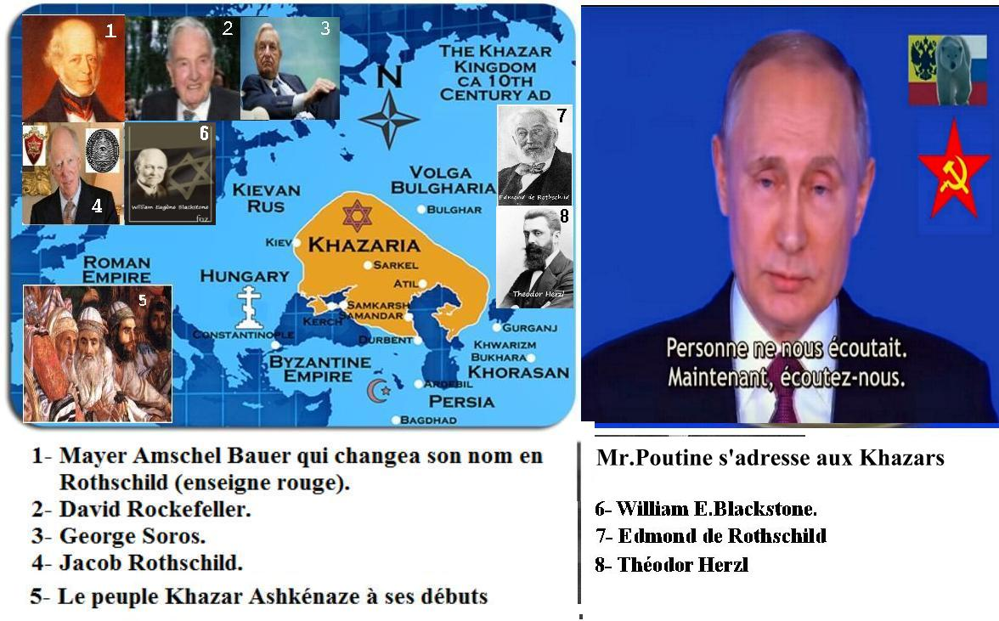 1
2
3
4
6
William Eugène Blackstone
5
THE KHAZAR
KINGDOM
CA 10TH
CENTURY AD
N
7
Edmond de Rothschild
8
Théodor Herzl
VOLGA
BULGHARIA
BULGHAR
KIEVAN
RUS
KIEV
KHAZARIA
SARKEL
ATIL
ROMAN
EMPIRE
HUNGARY
SAMKARSH
KERCH
SAMANDAR
CONSTANTINOPLE
DURBENT
GURGANJ
KHWARIZM
BUKHARA
KHORASAN
BYZANTINE
EMPIRE
ARDEBIL
PERSIA
BAGDHAD
Personne ne nous écoutait.
Maintenant, écoutez-nous.
1- Mayer Amschel Bauer qui changea son nom en
Rothschild (enseigne rouge).
2- David Rockefeller.
3- George Soros.
4- Jacob Rothschild.
5- Le peuple Khazar Ashkénaze à ses débuts
Mr.Poutine s'adresse aux Khazars
6- William E.Blackstone.
7- Edmond de Rothschild
8- Théodor Herzl